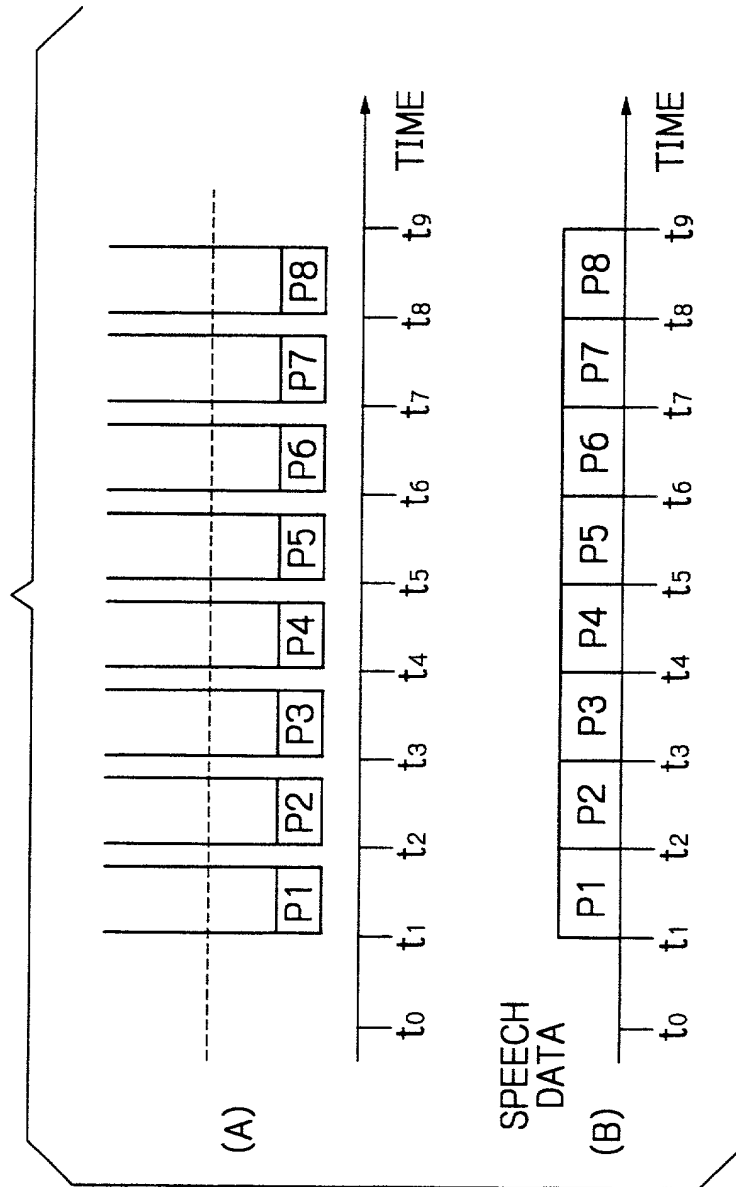 (A)
P1 P2 P3 P4 P5 P6 P7 P8
t0 t1 t2 t3 t4 t5 t6 t7 t8 t9 TIME
SPEECH
DATA
(B)
P1 P2 P3 P4 P5 P6 P7 P8
t0 t1 t2 t3 t4 t5 t6 t7 t8 t9 TIME